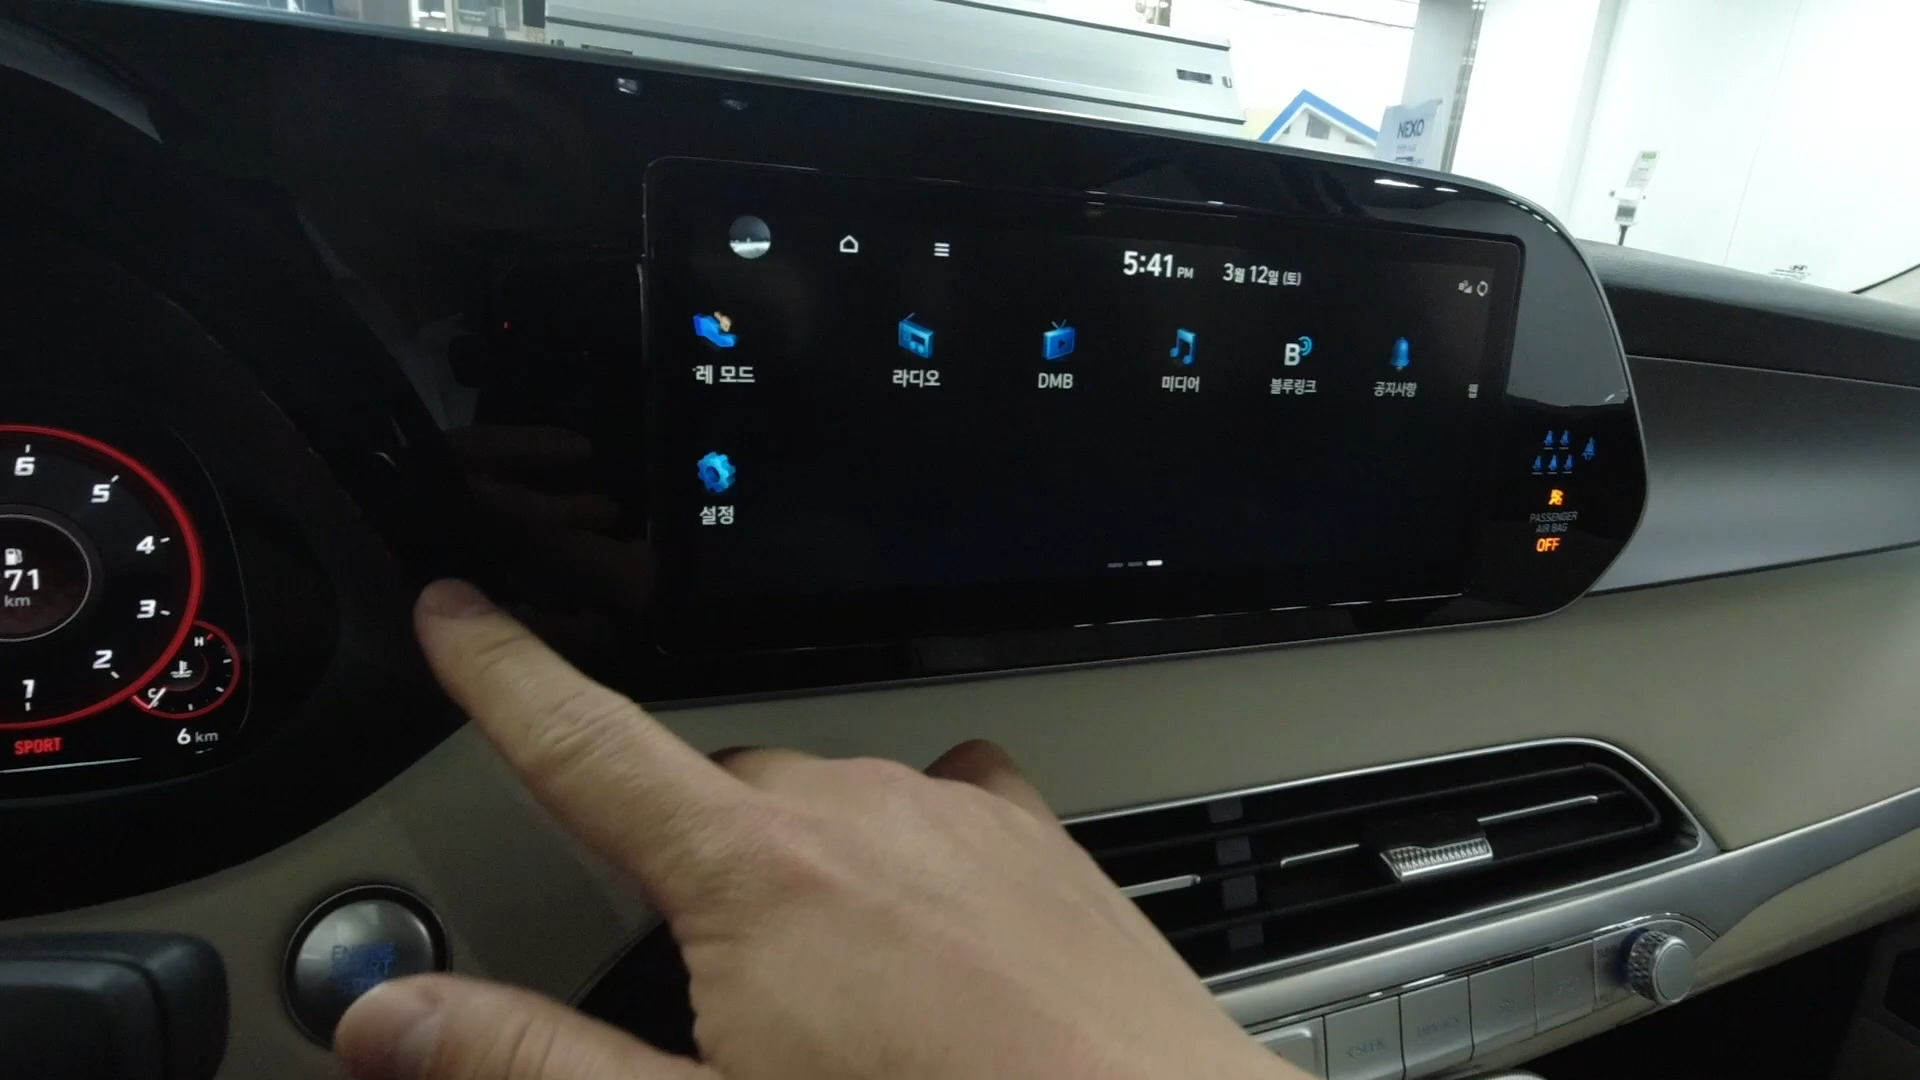 NEXO
5:41 PM 3월 12일 (토)
레 모드
라디오
DMB
미디어
블루링크
공지사항
설정
PASSENGER
AIR BAG
OFF
6
5
4
3
2
1
71
km
H
C
SPORT
6 km
ENGINE
START